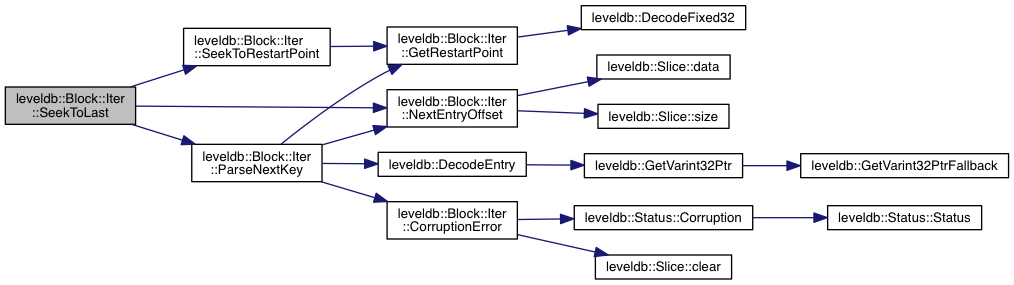 leveldb::Block::Iter
::SeekToLast
leveldb::Block::Iter
::SeekToRestartPoint
leveldb::Block::Iter
::ParseNextKey
leveldb::Block::Iter
::GetRestartPoint
leveldb::Block::Iter
::NextEntryOffset
leveldb::DecodeEntry
leveldb::Block::Iter
::CorruptionError
leveldb::DecodeFixed32
leveldb::Slice::data
leveldb::Slice::size
leveldb::GetVarint32Ptr
leveldb::Status::Corruption
leveldb::Slice::clear
leveldb::GetVarint32PtrFallback
leveldb::Status::Status